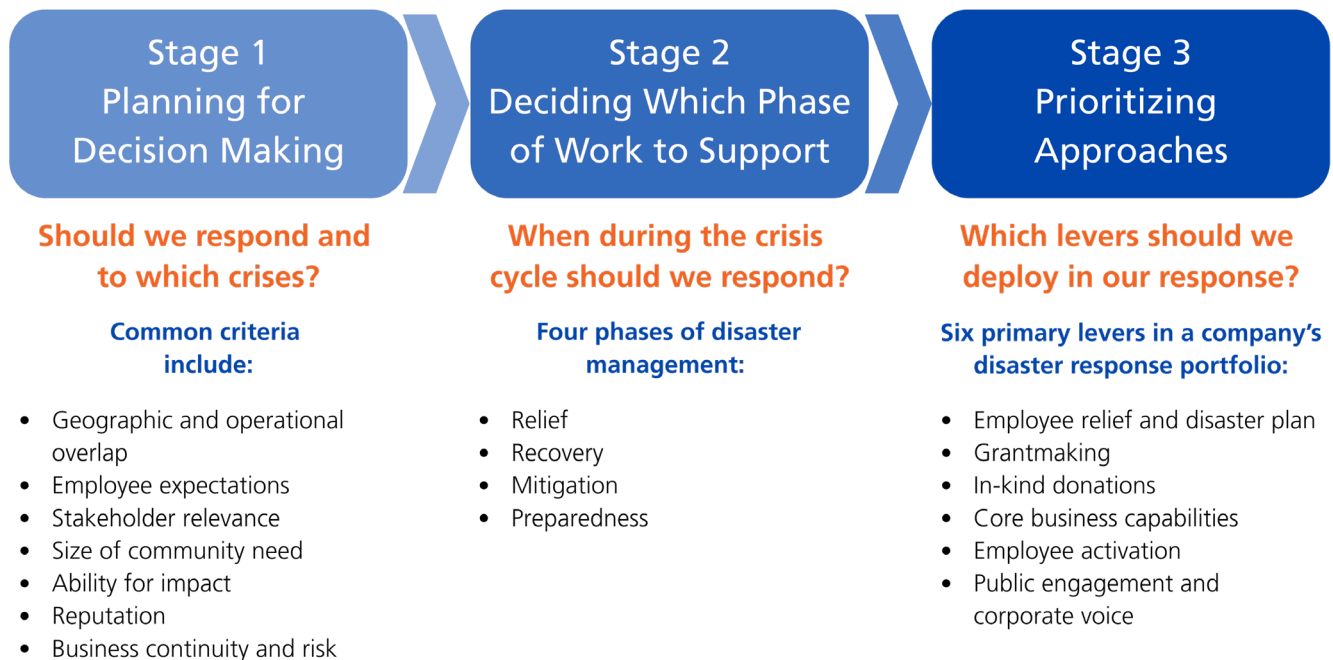 Stage 1
Planning for
Decision Making
Should we respond and
to which crises?
Common criteria
include:
• Geographic and operational
overlap
• Employee expectations
• Stakeholder relevance
• Size of community need
• Ability for impact
• Reputation
• Business continuity and risk
Stage 2
Deciding Which Phase
of Work to Support
When during the crisis
cycle should we respond?
Four phases of disaster
management:
• Relief
• Recovery
• Mitigation
• Preparedness
Stage 3
Prioritizing
Approaches
Which levers should we
deploy in our response?
Six primary levers in a company’s
disaster response portfolio:
• Employee relief and disaster plan
• Grantmaking
• In-kind donations
• Core business capabilities
• Employee activation
• Public engagement and
corporate voice